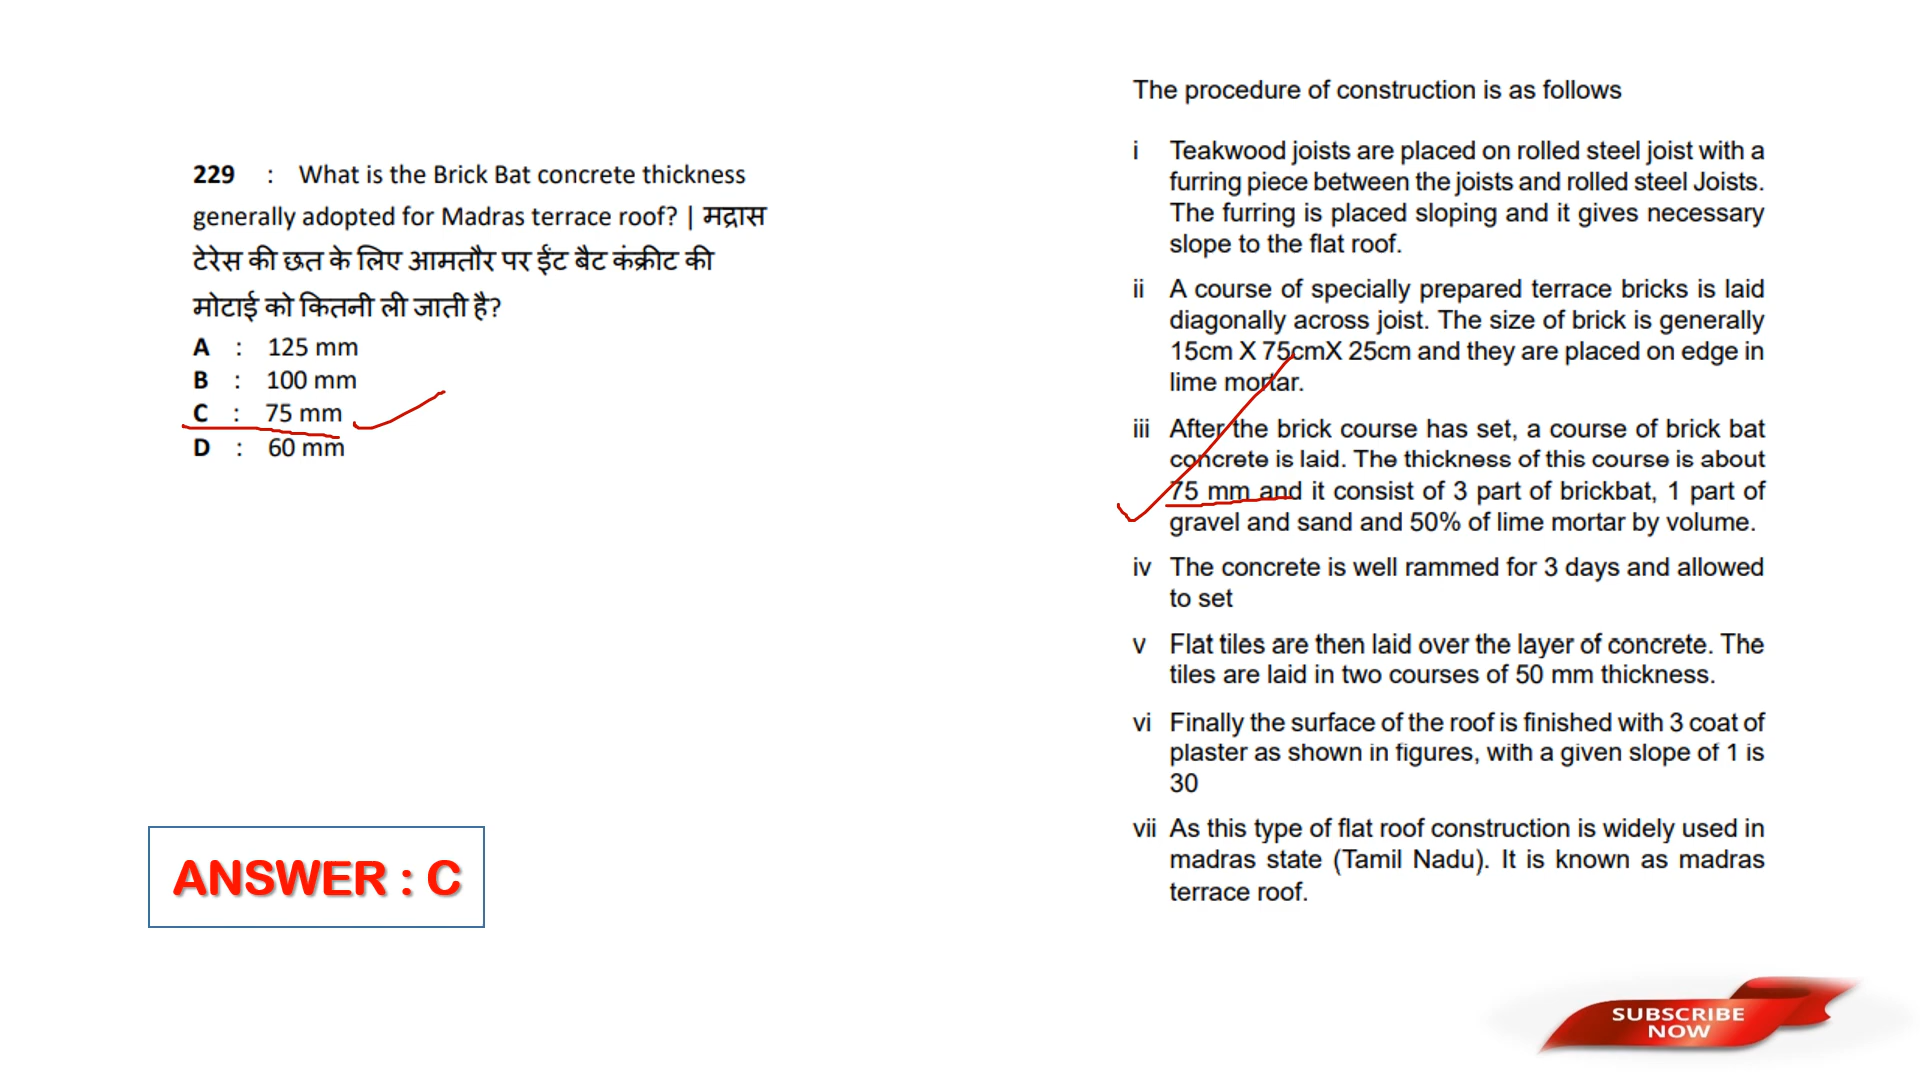 229 : What is the Brick Bat concrete thickness
generally adopted for Madras terrace roof? | मद्रास
टेरेस की छत के लिए आमतौर पर ईंट बैट कंक्रीट की
मोटाई को कितनी ली जाती है?
A : 125 mm
B : 100 mm
C : 75 mm
D : 60 mm
ANSWER : C
The procedure of construction is as follows
i Teakwood joists are placed on rolled steel joist with a
furring piece between the joists and rolled steel Joists.
The furring is placed sloping and it gives necessary
slope to the flat roof.
ii A course of specially prepared terrace bricks is laid
diagonally across joist. The size of brick is generally
15cm X 75cmX 25cm and they are placed on edge in
lime mortar.
iii After the brick course has set, a course of brick bat
concrete is laid. The thickness of this course is about
75 mm and it consist of 3 part of brickbat, 1 part of
gravel and sand and 50% of lime mortar by volume.
iv The concrete is well rammed for 3 days and allowed
to set
v Flat tiles are then laid over the layer of concrete. The
tiles are laid in two courses of 50 mm thickness.
vi Finally the surface of the roof is finished with 3 coat of
plaster as shown in figures, with a given slope of 1 is
30
vii As this type of flat roof construction is widely used in
madras state (Tamil Nadu). It is known as madras
terrace roof.
SUBSCRIBE
NOW